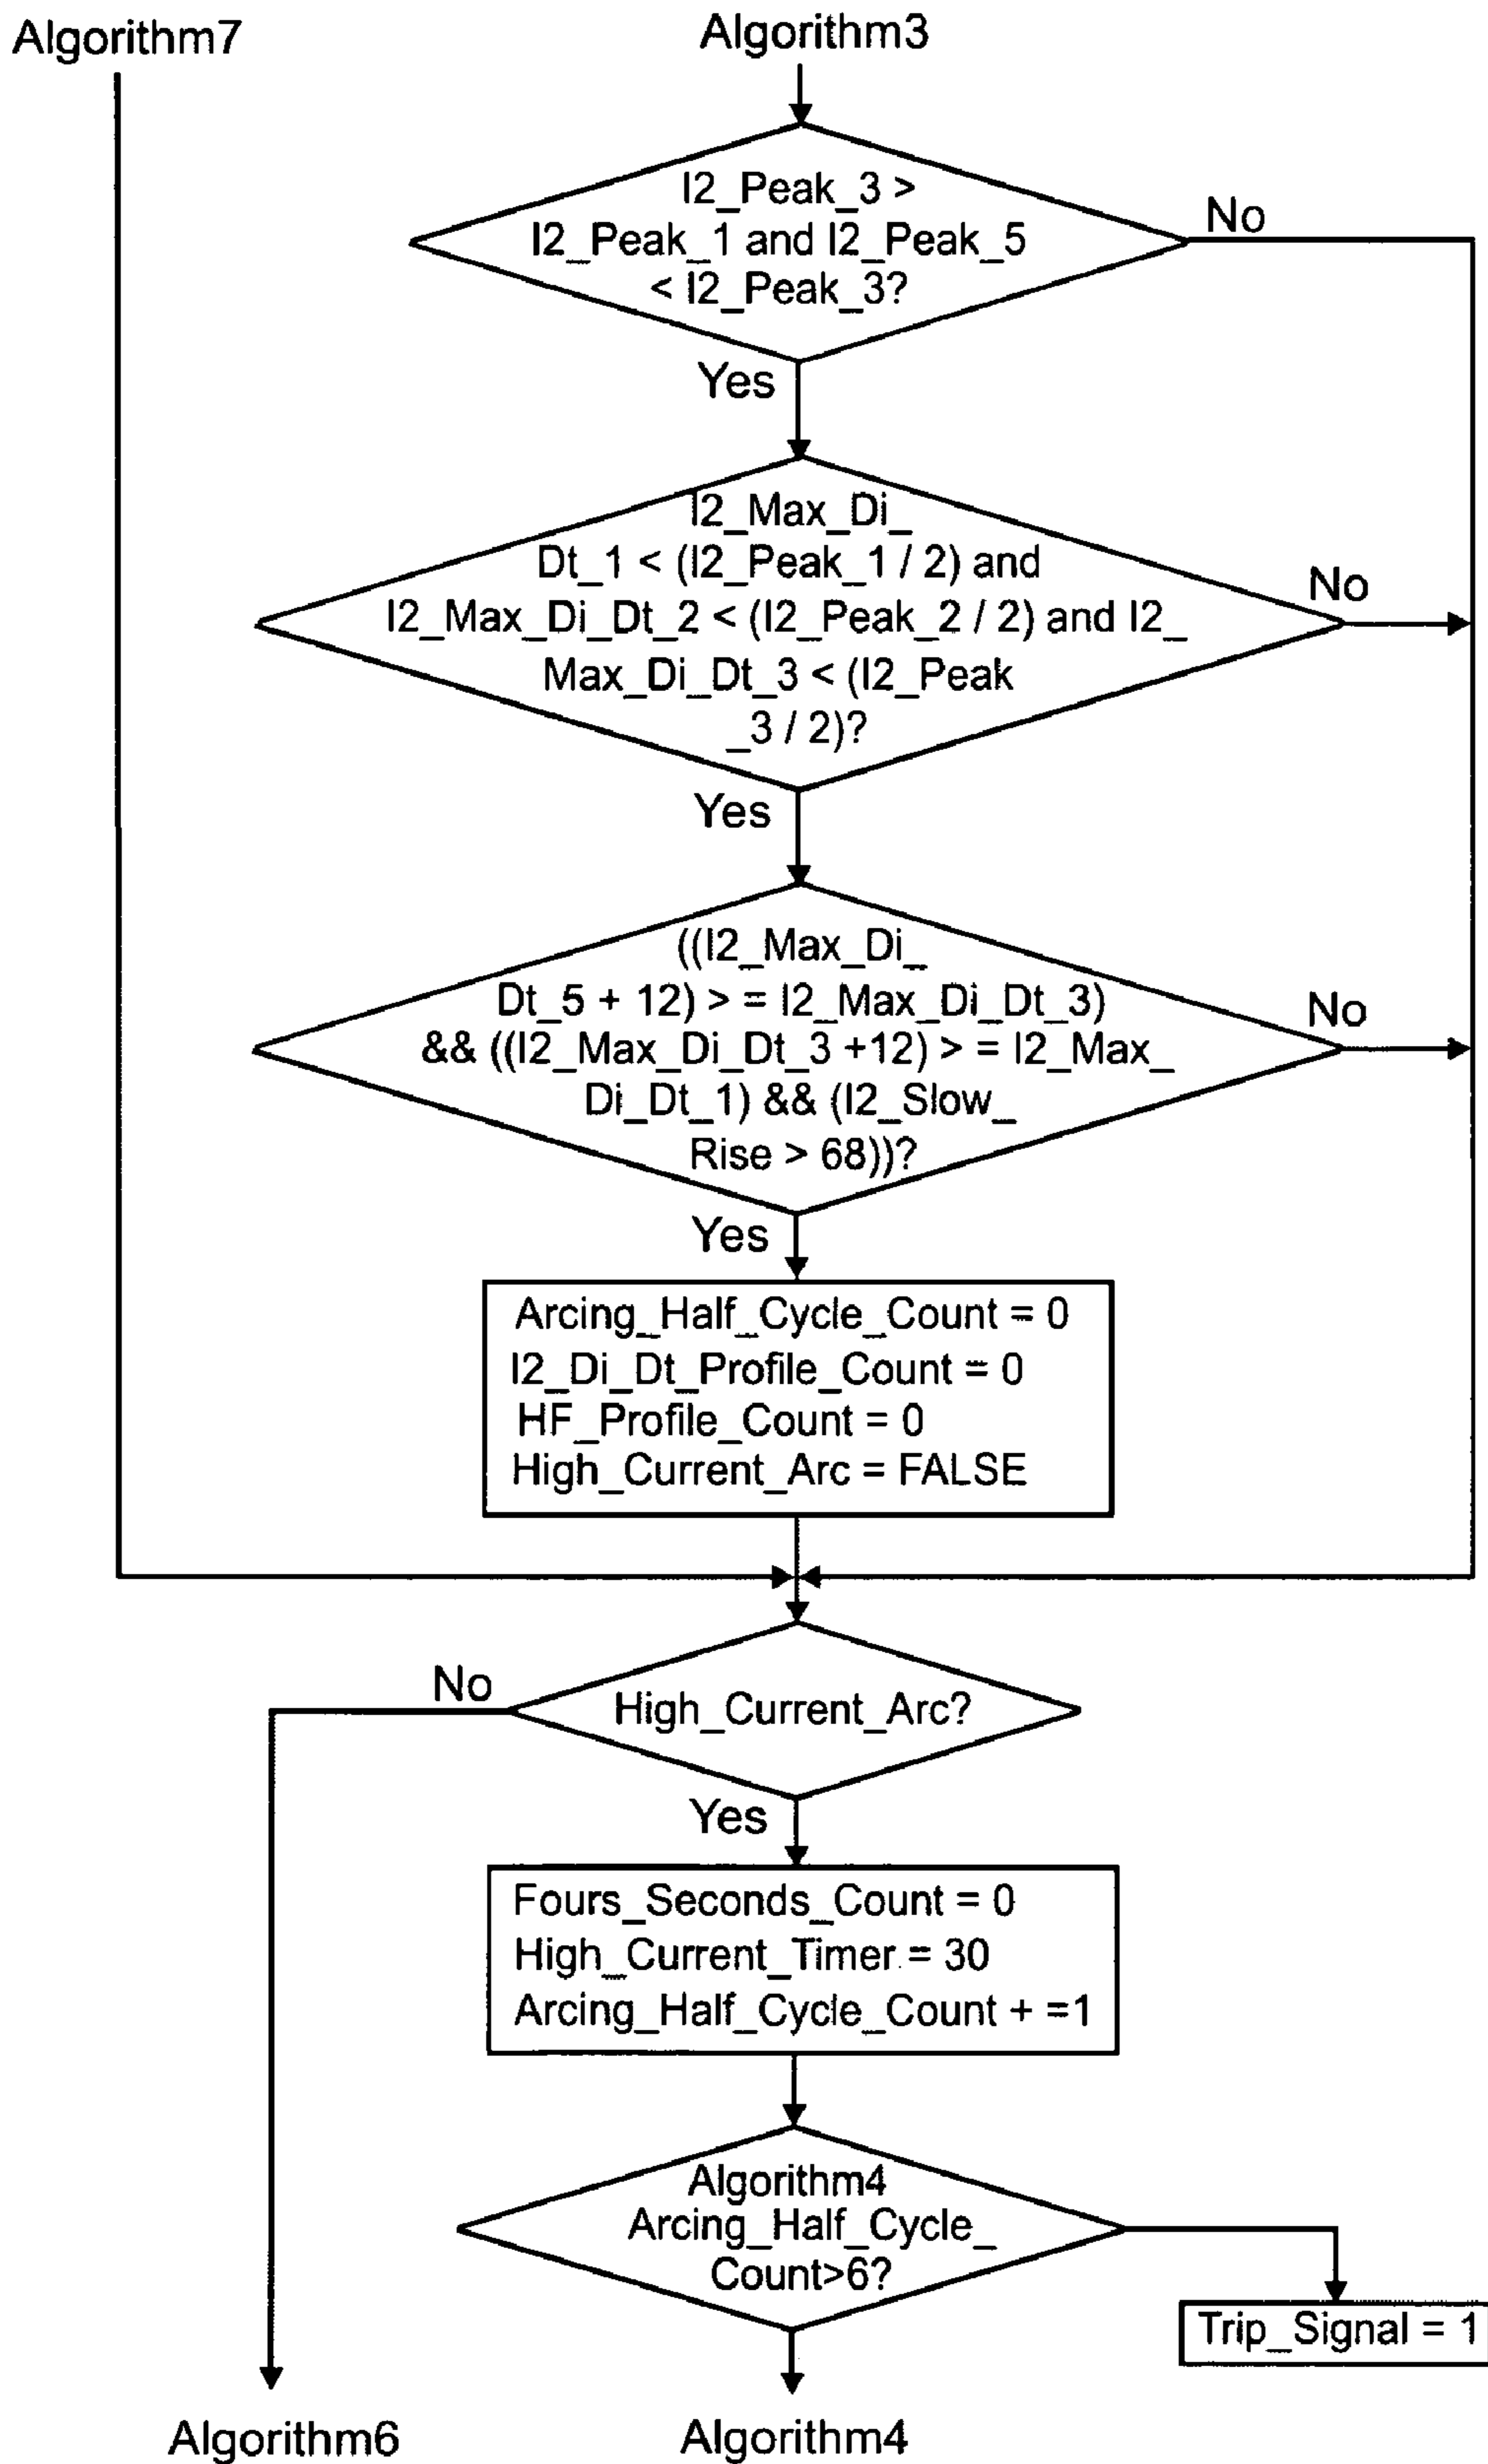 Algorithm7
Algorithm3
I2_Peak_3 >
I2_Peak_1 and I2_Peak_5
< I2_Peak_3?
No
Yes
I2_Max_Di_
Dt_1 < (I2_Peak_1 / 2) and
I2_Max_Di_Dt_2 < (I2_Peak_2 / 2) and I2_
Max_Di_Dt_3 < (I2_Peak
_3 / 2)?
No
Yes
((I2_Max_Di_
Dt_5 + 12) > = I2_Max_Di_Dt_3)
&& ((I2_Max_Di_Dt_3 +12) > = I2_Max_
Di_Dt_1) && (I2_Slow_
Rise > 68))?
No
Yes
Arcing_Half_Cycle_Count = 0
I2_Di_Dt_Profile_Count = 0
HF_Profile_Count = 0
High_Current_Arc = FALSE
High_Current_Arc?
No
Yes
Fours_Seconds_Count = 0
High_Current_Timer = 30
Arcing_Half_Cycle_Count + =1
Algorithm4
Arcing_Half_Cycle_
Count>6?
Trip_Signal = 1
Algorithm6
Algorithm4